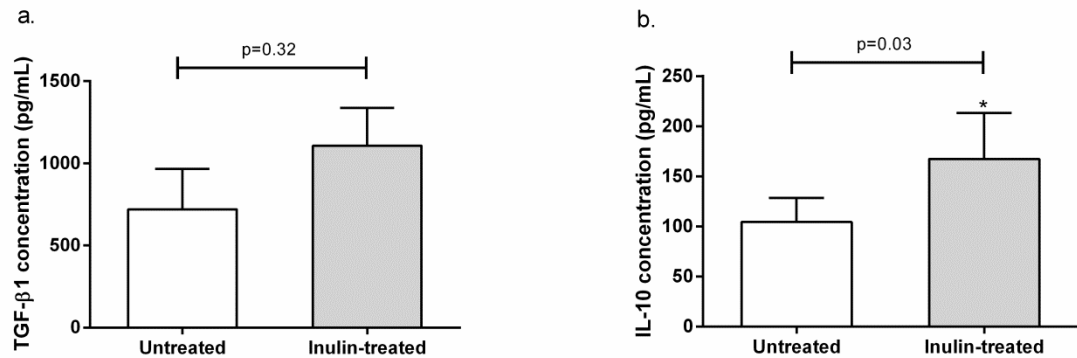 a.
p=0.32
TGF-β1 concentration (pg/mL)
1500
1000
500
0
Untreated
Inulin-treated
b.
p=0.03
IL-10 concentration (pg/mL)
250
200
150
100
50
0
*
Untreated
Inulin-treated